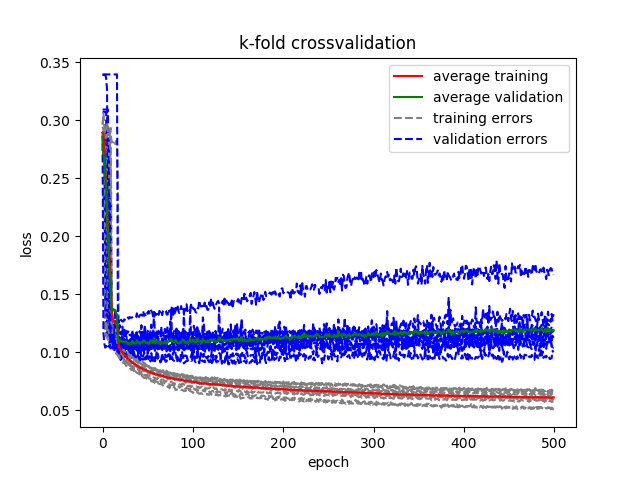 k-fold crossvalidation
average training
average validation
training errors
validation errors
loss
0.35
0.30
0.25
0.20
0.15
0.10
0.05
0 100 200 300 400 500
epoch